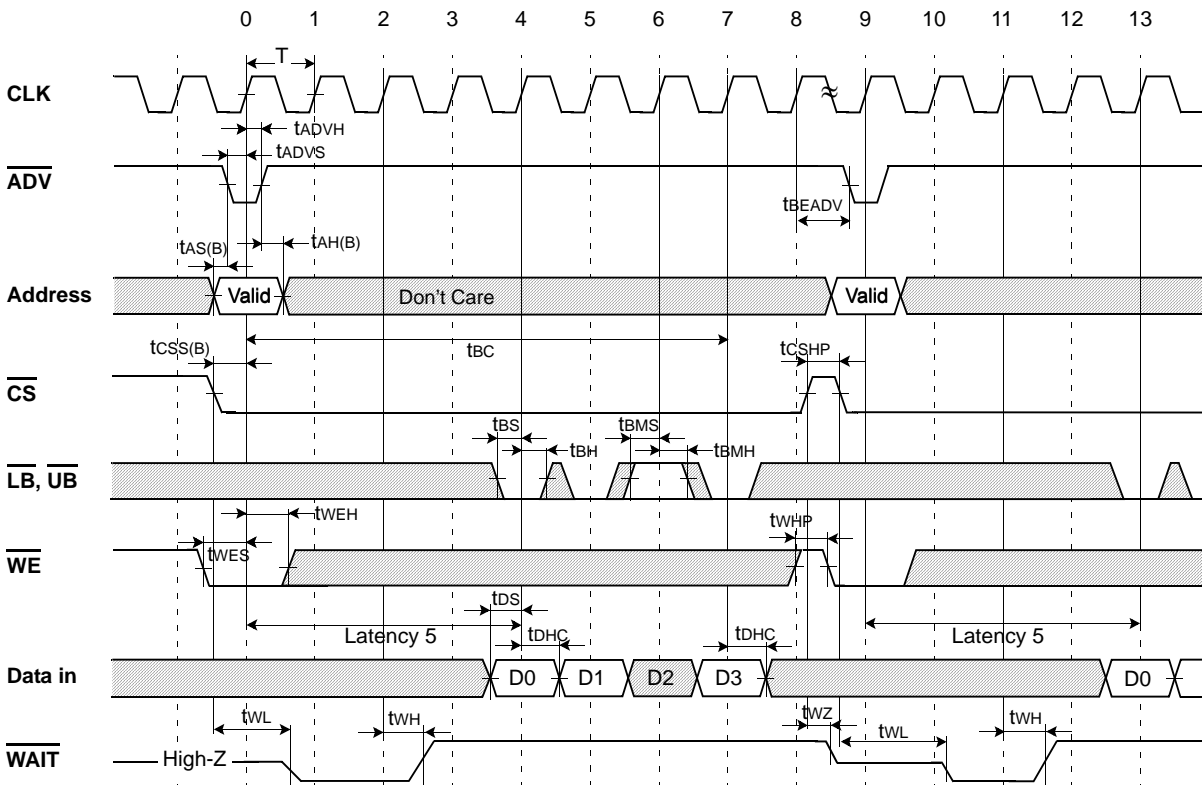 0 1 2 3 4 5 6 7 8 9 10 11 12 13
T
CLK
tADVH
tADVS
ADV
tBEADV
tAS(B) tAH(B)
Address Valid Don't Care Valid
tCSS(B) tBC tCSHP
CS
tBS tBMS
tBH tBMH
LB, UB
tWEH tWHP
tWES
WE
tDS
Latency 5 tDHC tDHC Latency 5
Data in D0 D1 D2 D3 D0
tWL tWH tWZ tWL tWH
WAIT High-Z